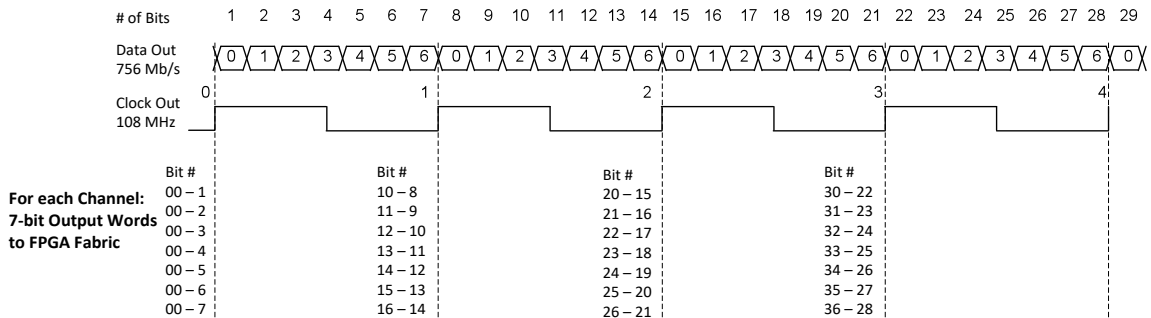 # of Bits 1 2 3 4 5 6 7 8 9 10 11 12 13 14 15 16 17 18 19 20 21 22 23 24 25 26 27 28 29
Data Out 0 1 2 3 4 5 6 0 1 2 3 4 5 6 0 1 2 3 4 5 6 0 1 2 3 4 5 6 0
756 Mb/s
0 1 2 3 4
Clock Out
108 MHz
For each Channel:
7-bit Output Words
to FPGA Fabric
Bit #
00 – 1
00 – 2
00 – 3
00 – 4
00 – 5
00 – 6
00 – 7
Bit #
10 – 8
11 – 9
12 – 10
13 – 11
14 – 12
15 – 13
16 – 14
Bit #
20 – 15
21 – 16
22 – 17
23 – 18
24 – 19
25 – 20
26 – 21
Bit #
30 – 22
31 – 23
32 – 24
33 – 25
34 – 26
35 – 27
36 – 28